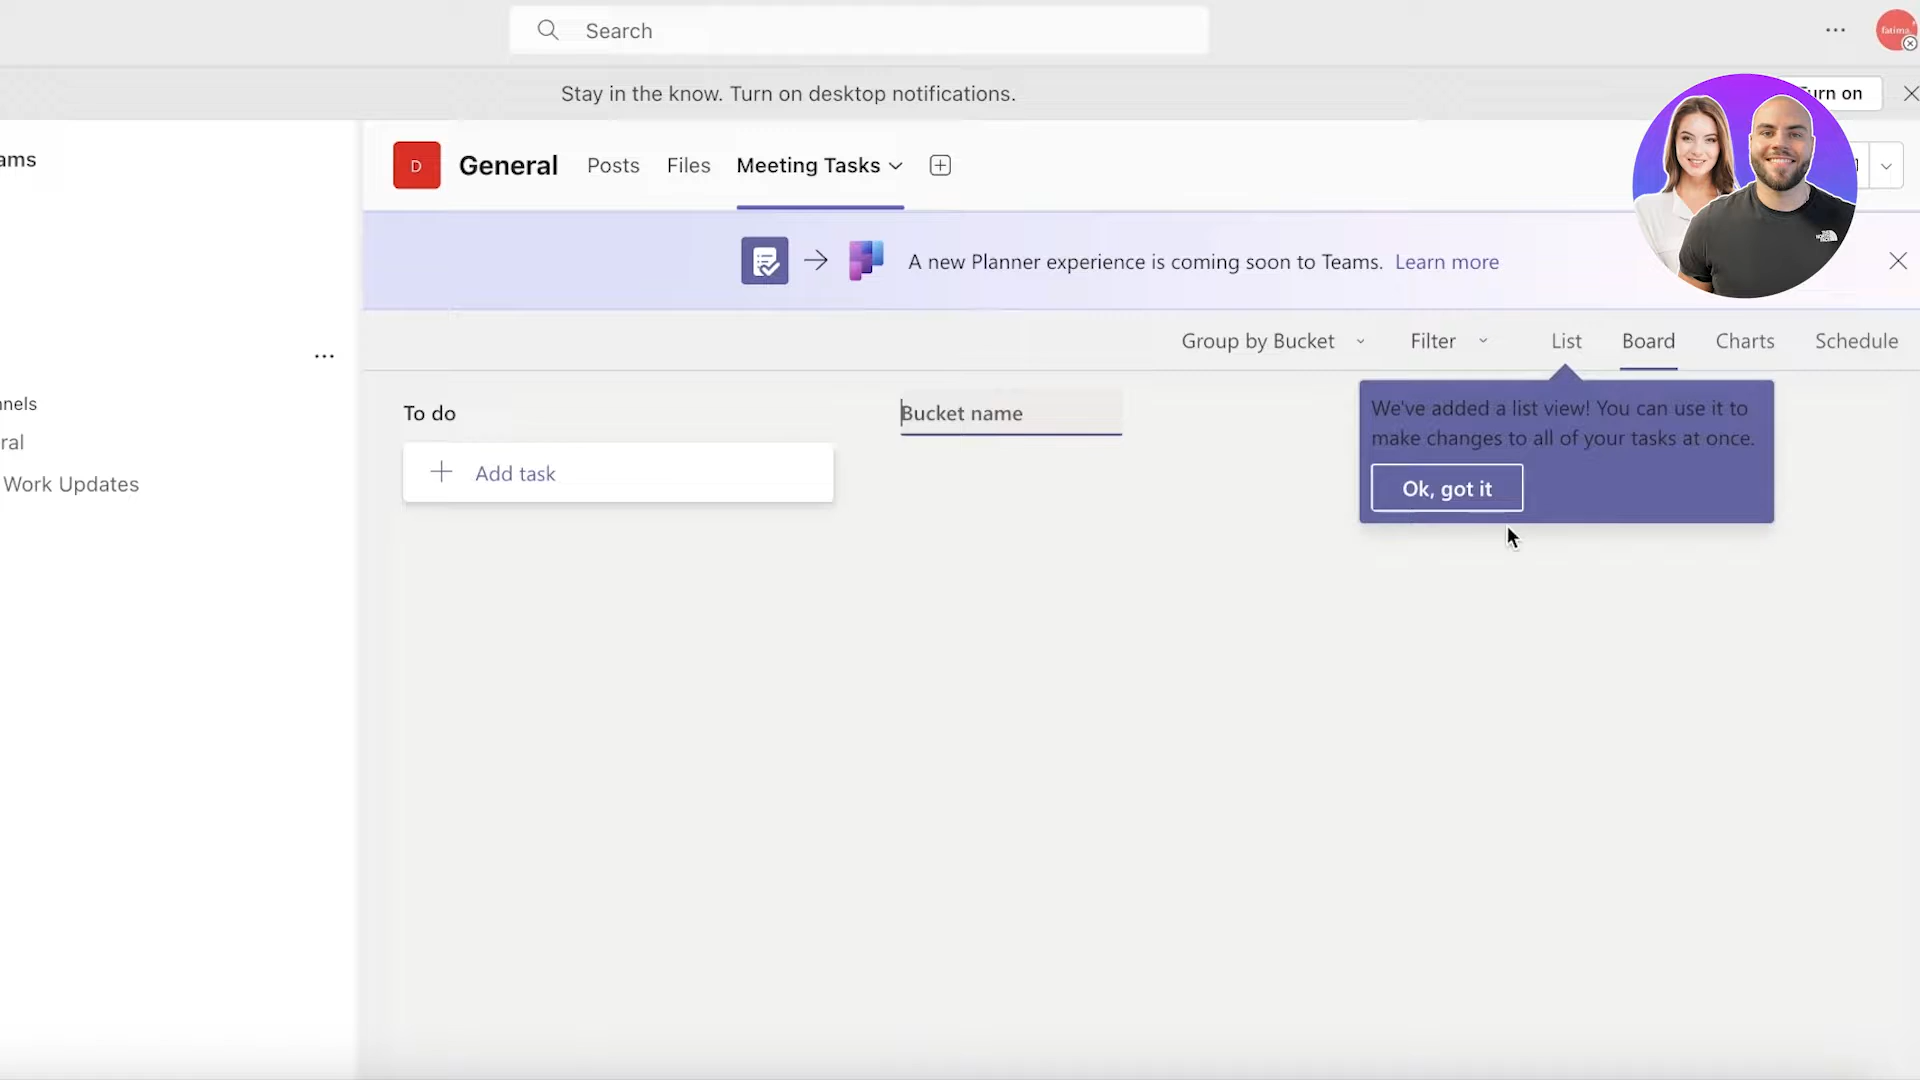 Search
fatima.
Stay in the know. Turn on desktop notifications.
Turn on
ams
D
General
Posts
Files
Meeting Tasks
A new Planner experience is coming soon to Teams. Learn more
Group by Bucket
Filter
List
Board
Charts
Schedule
nnels
ral
Work Updates
To do
Bucket name
Add task
We've added a list view! You can use it to
make changes to all of your tasks at once.
Ok, got it